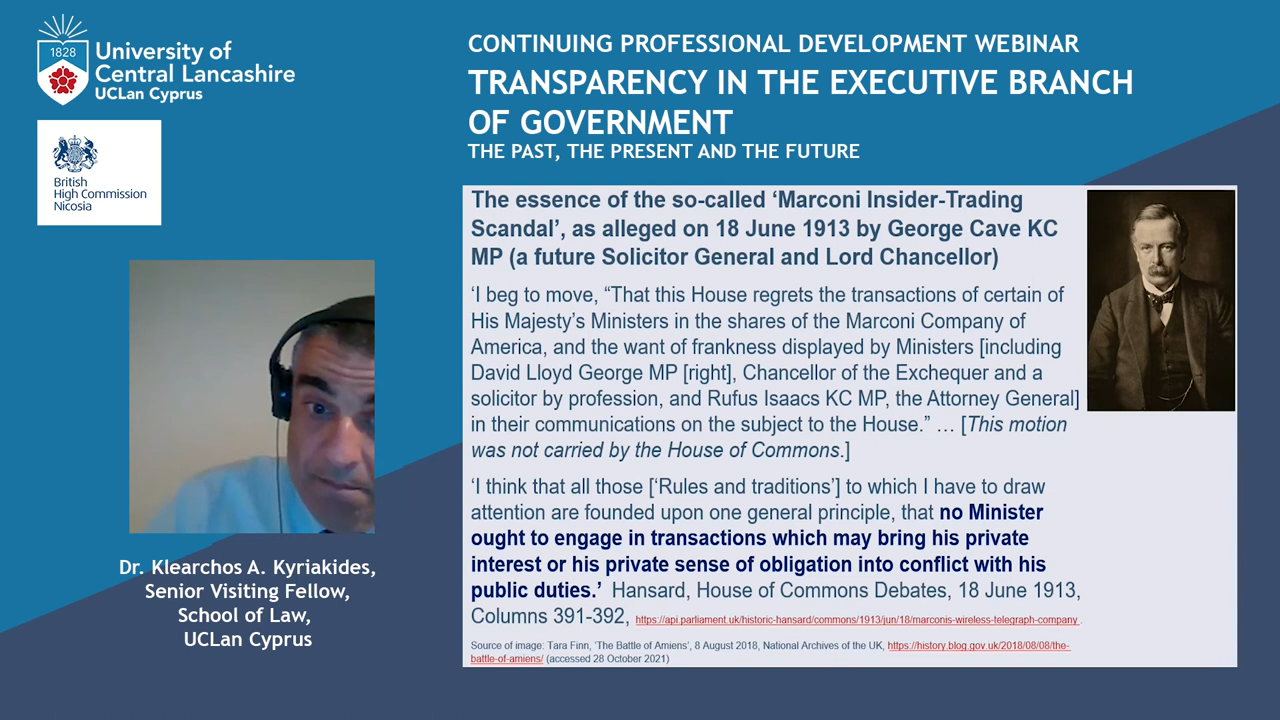 1828
University of
Central Lancashire
UCLan Cyprus
British
High Commission
Nicosia
CONTINUING PROFESSIONAL DEVELOPMENT WEBINAR
TRANSPARENCY IN THE EXECUTIVE BRANCH
OF GOVERNMENT
THE PAST, THE PRESENT AND THE FUTURE
The essence of the so-called ‘Marconi Insider-Trading
Scandal’, as alleged on 18 June 1913 by George Cave KC
MP (a future Solicitor General and Lord Chancellor)
‘I beg to move, “That this House regrets the transactions of certain of
His Majesty’s Ministers in the shares of the Marconi Company of
America, and the want of frankness displayed by Ministers [including
David Lloyd George MP [right], Chancellor of the Exchequer and a
solicitor by profession, and Rufus Isaacs KC MP, the Attorney General]
in their communications on the subject to the House.” … [This motion
was not carried by the House of Commons.]
‘I think that all those [‘Rules and traditions’] to which I have to draw
attention are founded upon one general principle, that no Minister
ought to engage in transactions which may bring his private
interest or his private sense of obligation into conflict with his
public duties.’ Hansard, House of Commons Debates, 18 June 1913,
Columns 391-392, https://api.parliament.uk/historic-hansard/commons/1913/jun/18/marconis-wireless-telegraph-company .
Source of image: Tara Finn, ‘The Battle of Amiens’, 8 August 2018, National Archives of the UK, https://history.blog.gov.uk/2018/08/08/the-
battle-of-amiens/ (accessed 28 October 2021)
Dr. Klearchos A. Kyriakides,
Senior Visiting Fellow,
School of Law,
UCLan Cyprus